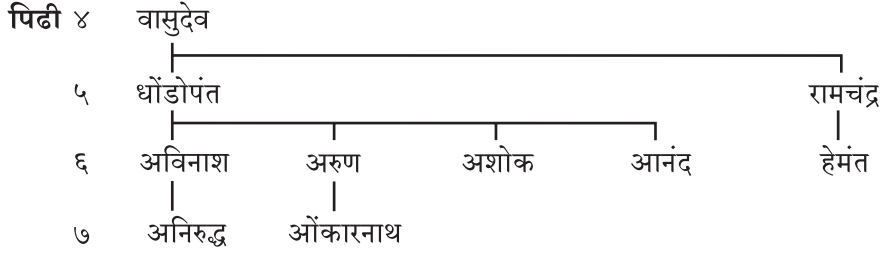 पिढी ४ वासुदेव
५ धोंडोपंत रामचंद्र
६ अविनाश अरुण अशोक आनंद हेमंत
७ अनिरुद्ध ओंकारनाथ